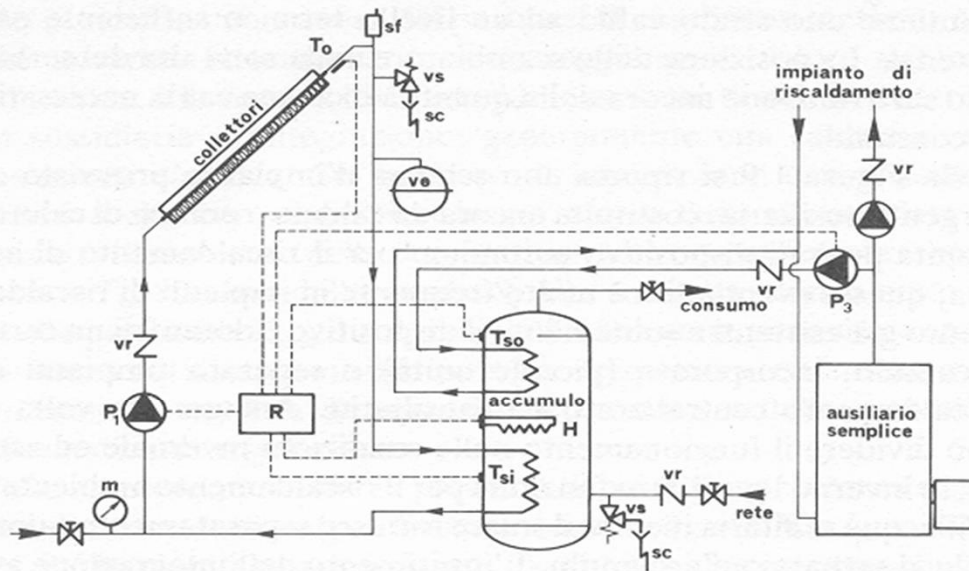 sf
To
collettori
vs
sc
ve
impianto di
riscaldamento
vr
vr
P3
consumo
vr
P1
Tso
accumulo
H
R
Tsi
ausiliario
semplice
m
vr
rete
vs
sc